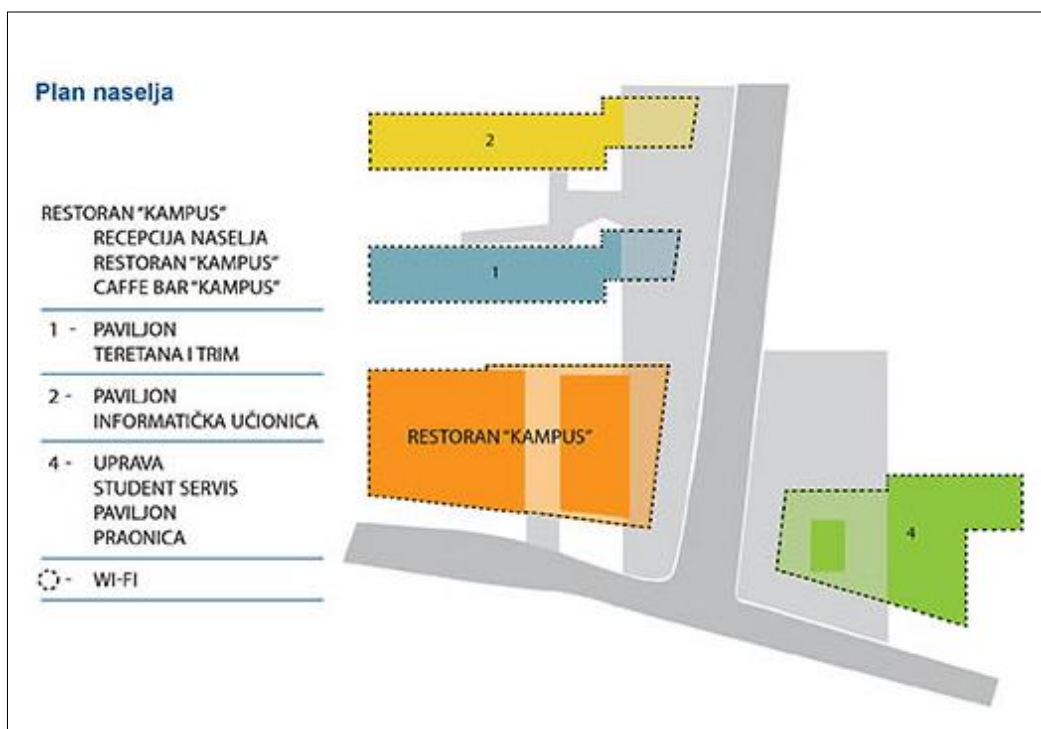 Plan naselja
RESTORAN "KAMPUS"
RECEPCIJA NASELJA
RESTORAN "KAMPUS"
CAFFE BAR "KAMPUS"
1 - PAVILJON
TERETANA I TRIM
2 - PAVILJON
INFORMATIČKA UČIONICA
4 - UPRAVA
STUDENT SERVIS
PAVILJON
PRAONICA
- WI-FI
2
1
RESTORAN "KAMPUS"
4